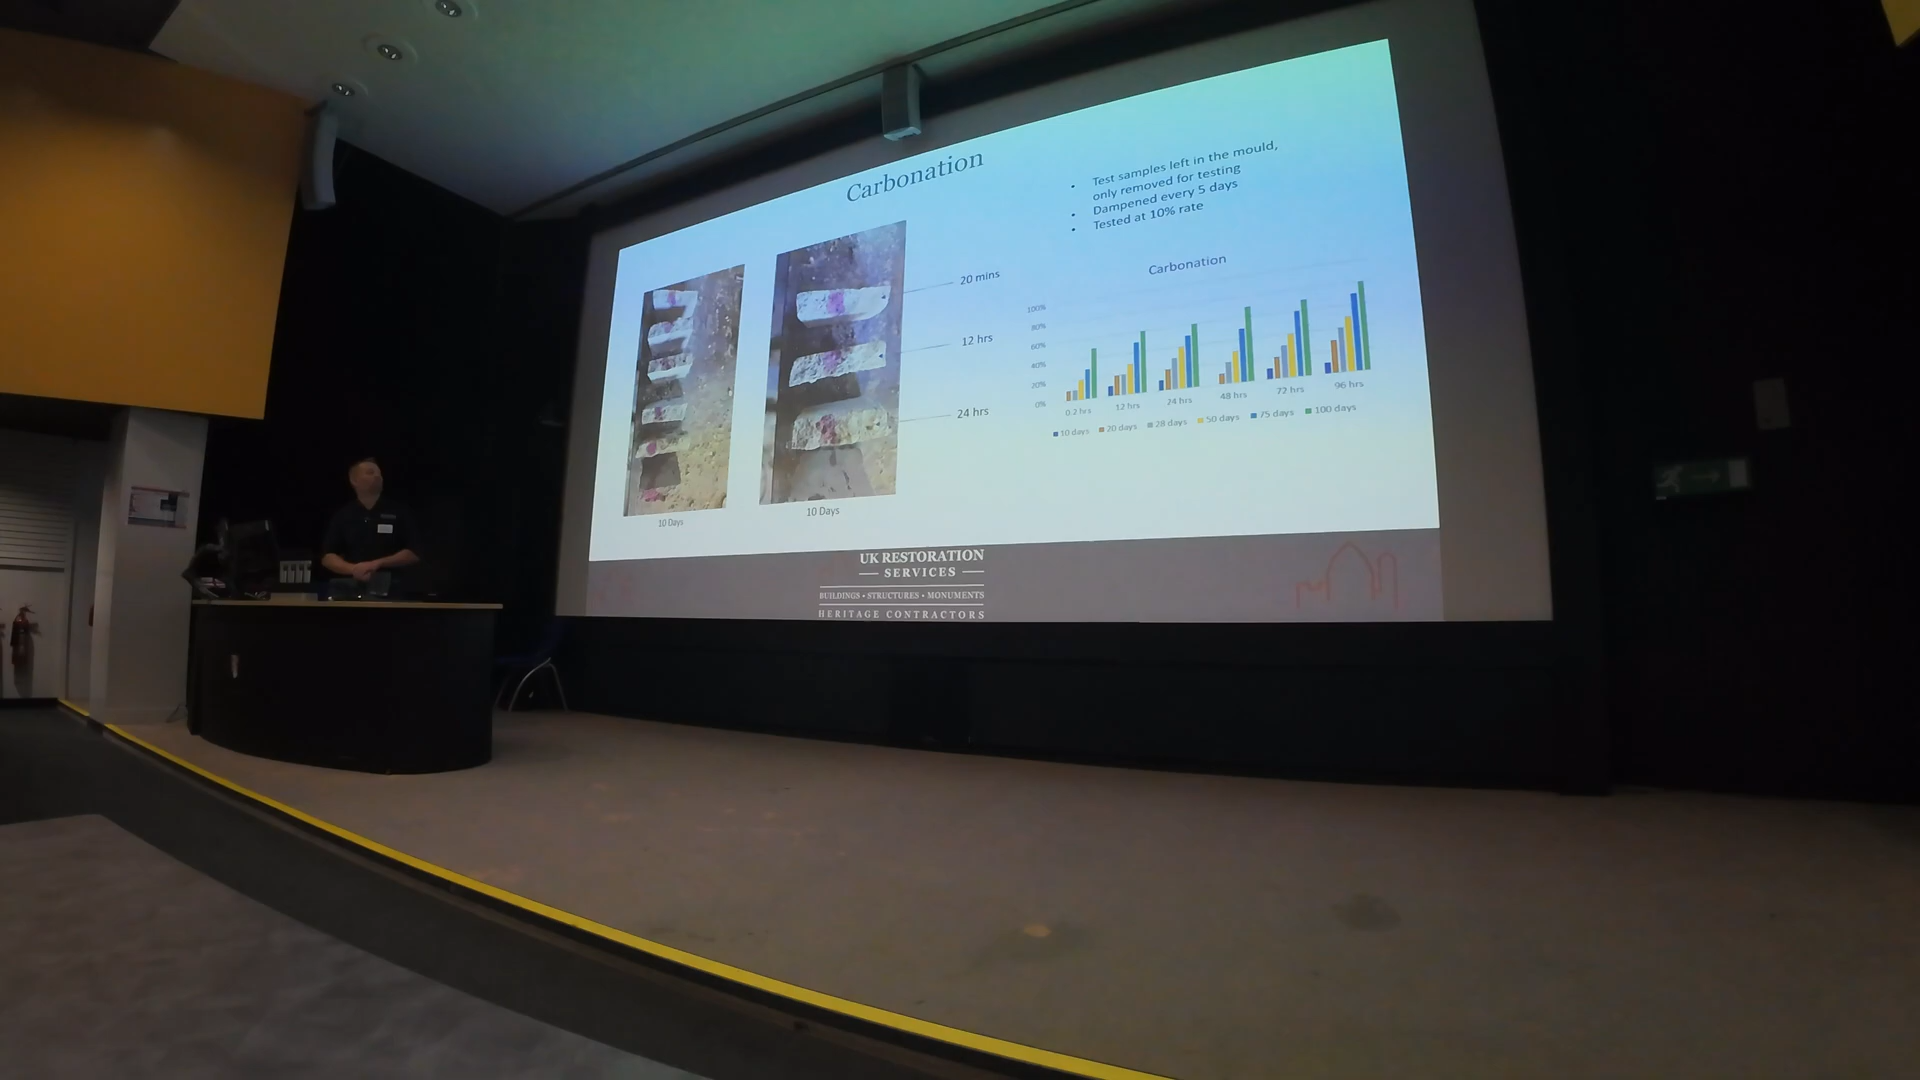 Carbonation
• Test samples left in the mould,
only removed for testing
• Dampened every 5 days
• Tested at 10% rate
20 mins
12 hrs
24 hrs
10 Days
10 Days
Carbonation
100%
80%
60%
40%
20%
0%
0.2 hrs
12 hrs
24 hrs
48 hrs
72 hrs
96 hrs
10 days
20 days
28 days
50 days
75 days
100 days
UK RESTORATION
SERVICES
BUILDINGS • STRUCTURES • MONUMENTS
HERITAGE CONTRACTORS